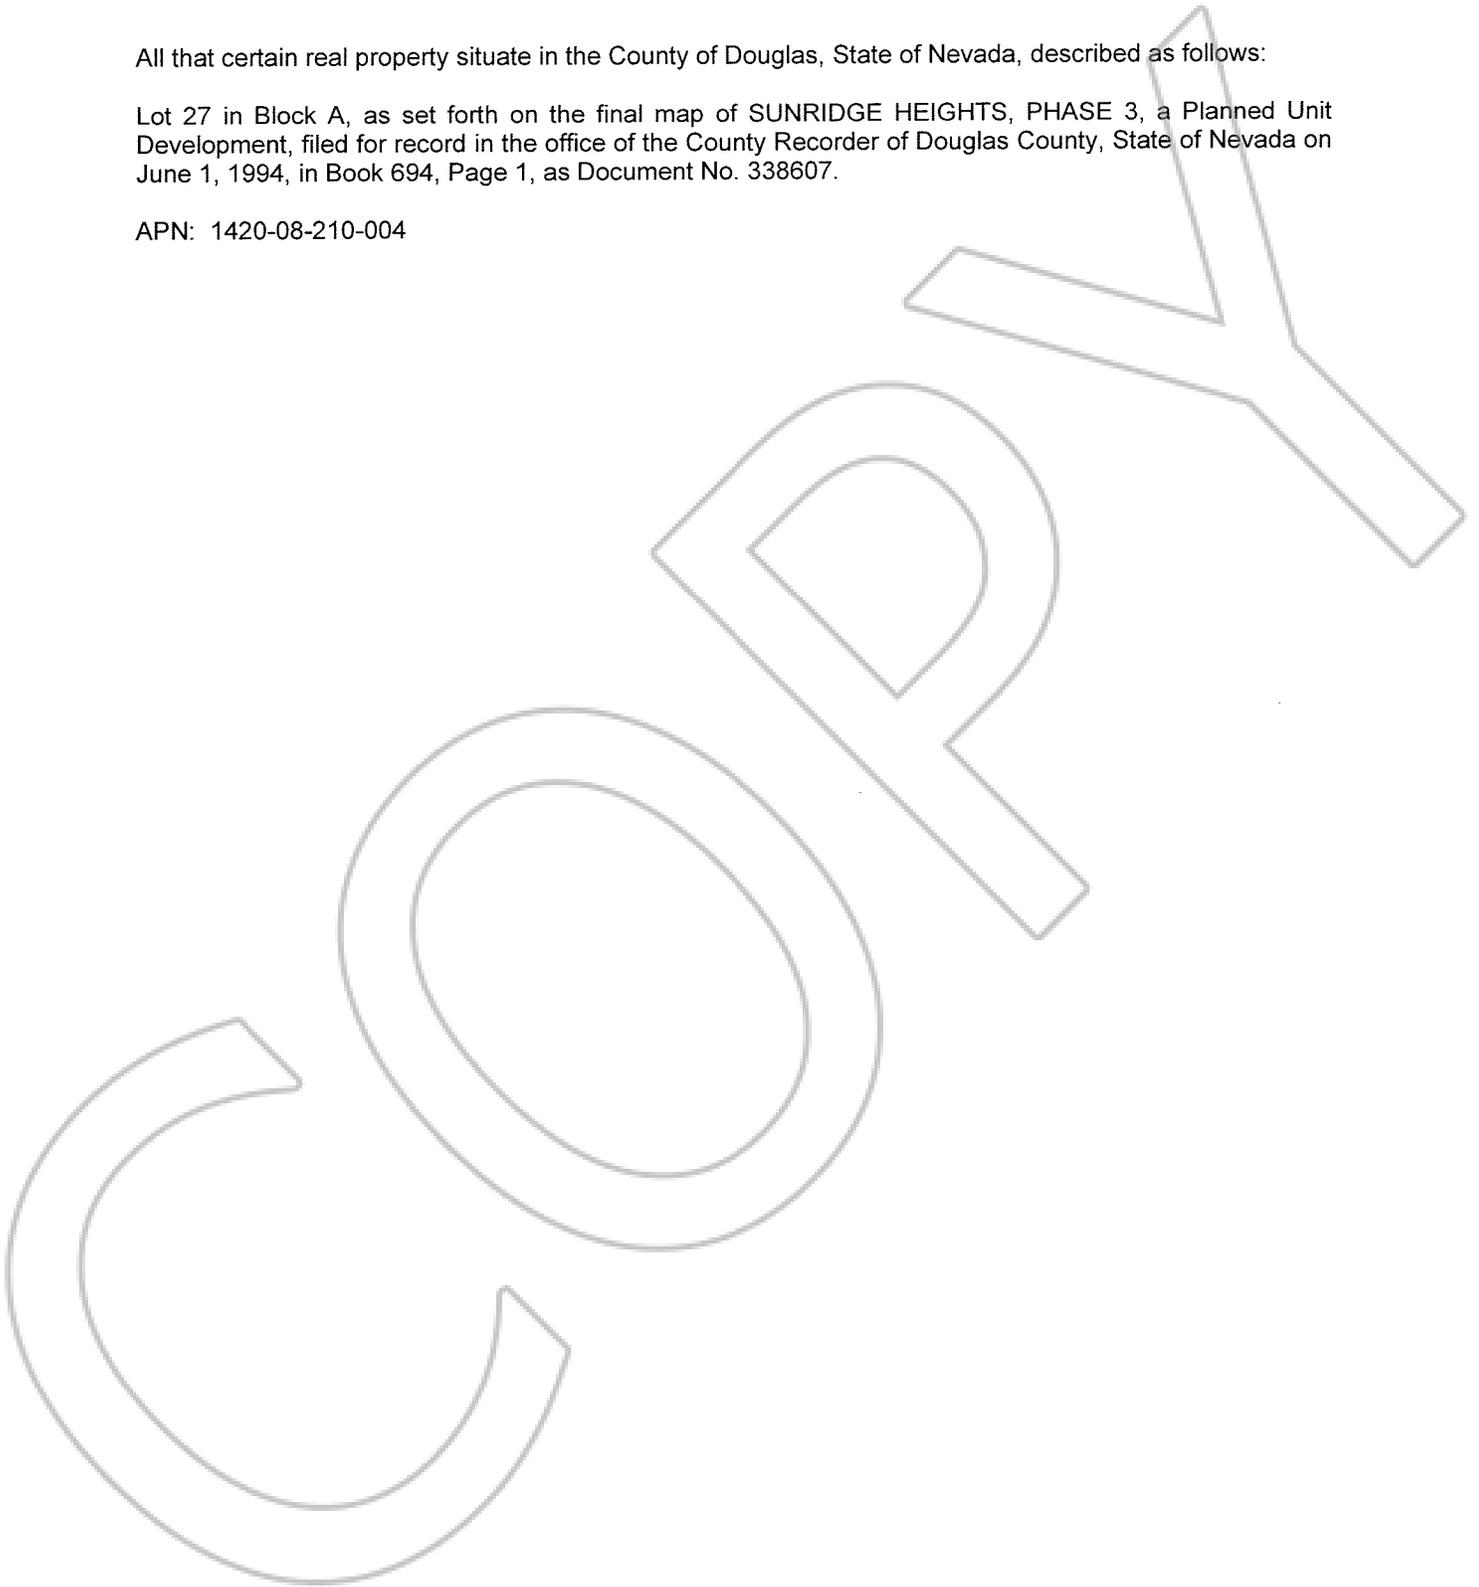 All that certain real property situate in the County of Douglas, State of Nevada, described as follows:
Lot 27 in Block A, as set forth on the final map of SUNRIDGE HEIGHTS, PHASE 3, a Planned Unit
Development, filed for record in the office of the County Recorder of Douglas County, State of Nevada on
June 1, 1994, in Book 694, Page 1, as Document No. 338607.
APN: 1420-08-210-004
COPY